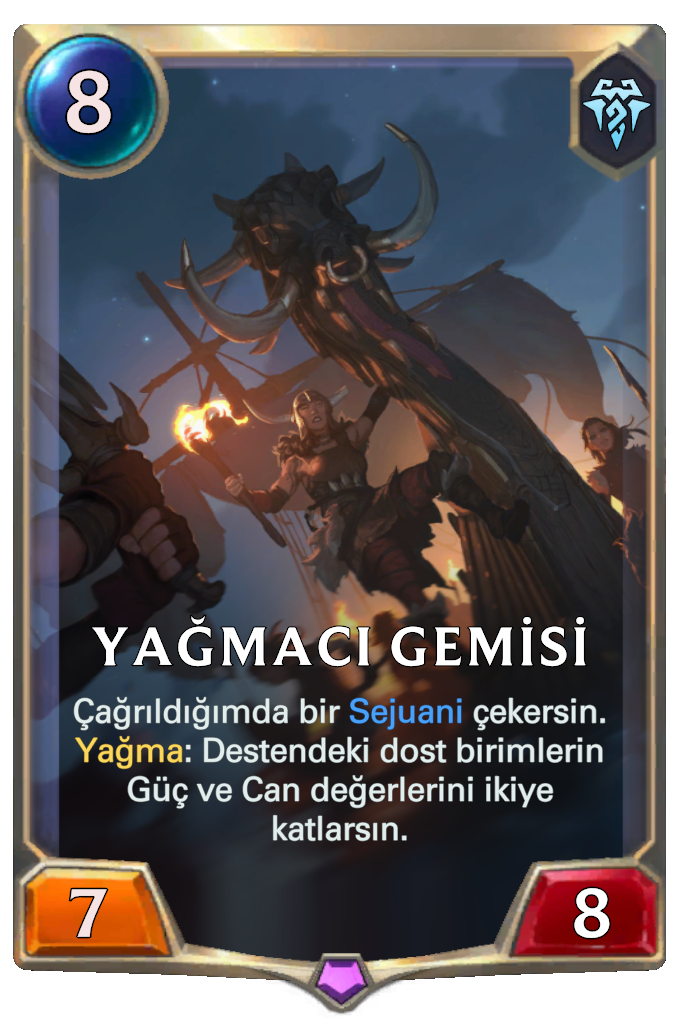 8
YAĞMACI GEMİSİ
Çağrıldığımda bir Sejuani çekersin.
Yağma: Destendeki dost birimlerin
Güç ve Can değerlerini ikiye
katlarsın.
7
8